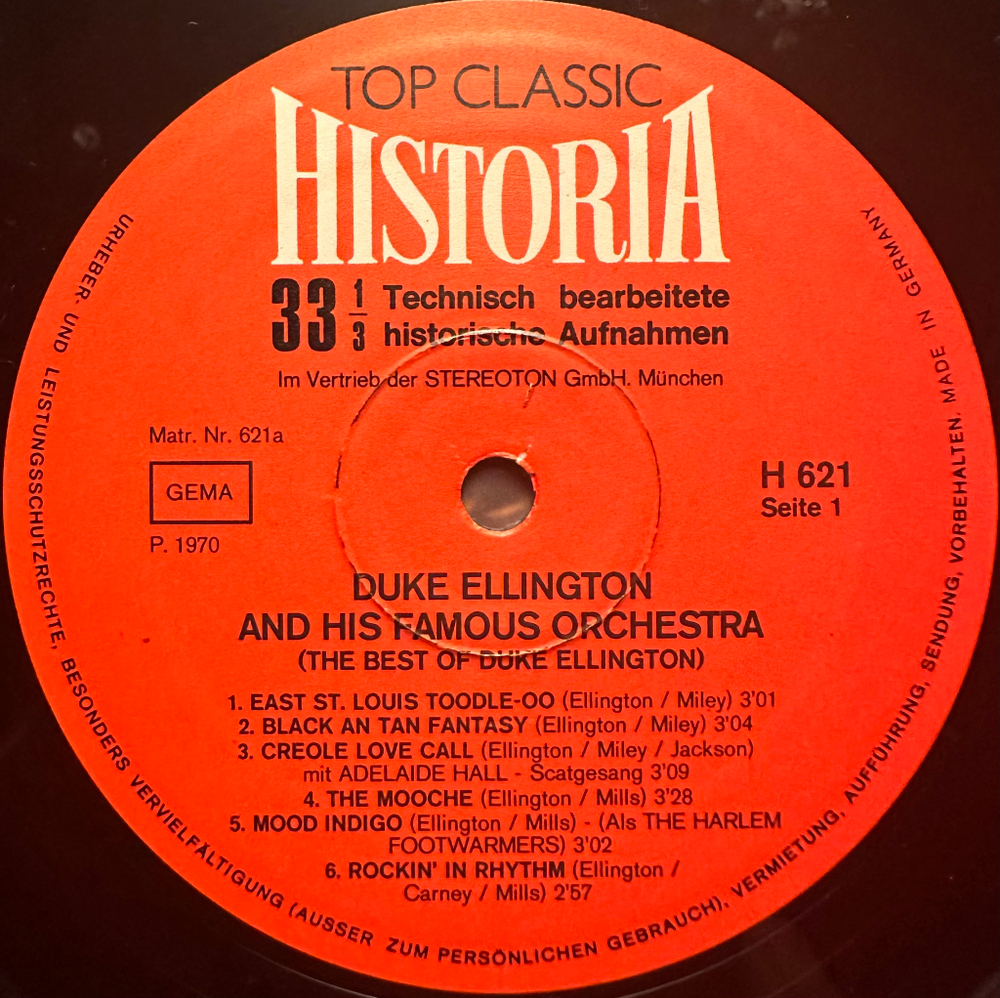 TOP CLASSIC
HISTORIA
33 1/3 Technisch bearbeitete
historische Aufnahmen
Im Vertrieb der STEREOTON GmbH. München
Matr. Nr. 621a
GEMA
P. 1970
H 621
Seite 1
DUKE ELLINGTON
AND HIS FAMOUS ORCHESTRA
(THE BEST OF DUKE ELLINGTON)
1. EAST ST. LOUIS TOODLE-OO (Ellington / Miley) 3'01
2. BLACK AN TAN FANTASY (Ellington / Miley) 3'04
3. CREOLE LOVE CALL (Ellington / Miley / Jackson)
mit ADELAIDE HALL - Scatgesang 3'09
4. THE MOOCHE (Ellington / Mills) 3'28
5. MOOD INDIGO (Ellington / Mills) - (Als THE HARLEM
FOOTWARMERS) 3'02
6. ROCKIN' IN RHYTHM (Ellington /
Carney / Mills) 2'57
URHEBER- UND LEISTUNGSSCHUTZRECHTE, BESONDERS VERVIELFÄLTIGUNG (AUSSER ZUM PERSÖNLICHEN GEBRAUCH), VERMIETUNG, AUFFÜHRUNG, SENDUNG, VORBEHALTEN. MADE IN GERMANY